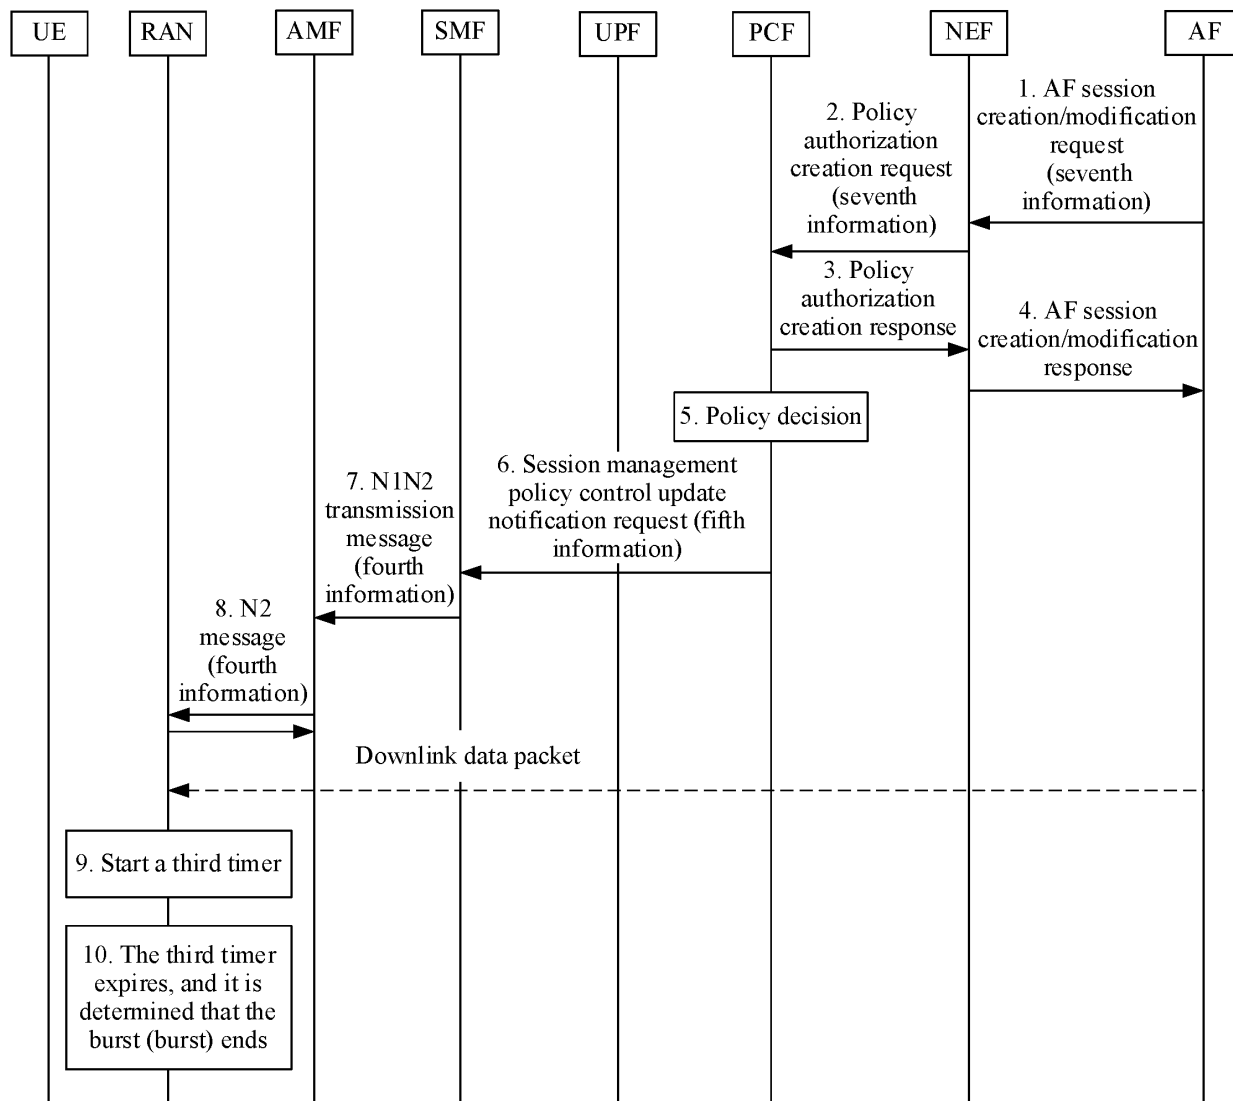 UE
RAN
AMF
SMF
UPF
PCF
NEF
AF
1. AF session
creation/modification
request
(seventh
information)
2. Policy
authorization
creation request
(seventh
information)
3. Policy
authorization
creation response
4. AF session
creation/modification
response
5. Policy decision
6. Session management
policy control update
notification request (fifth
information)
7. N1N2
transmission
message
(fourth
information)
8. N2
message
(fourth
information)
Downlink data packet
9. Start a third timer
10. The third timer
expires, and it is
determined that the
burst (burst) ends